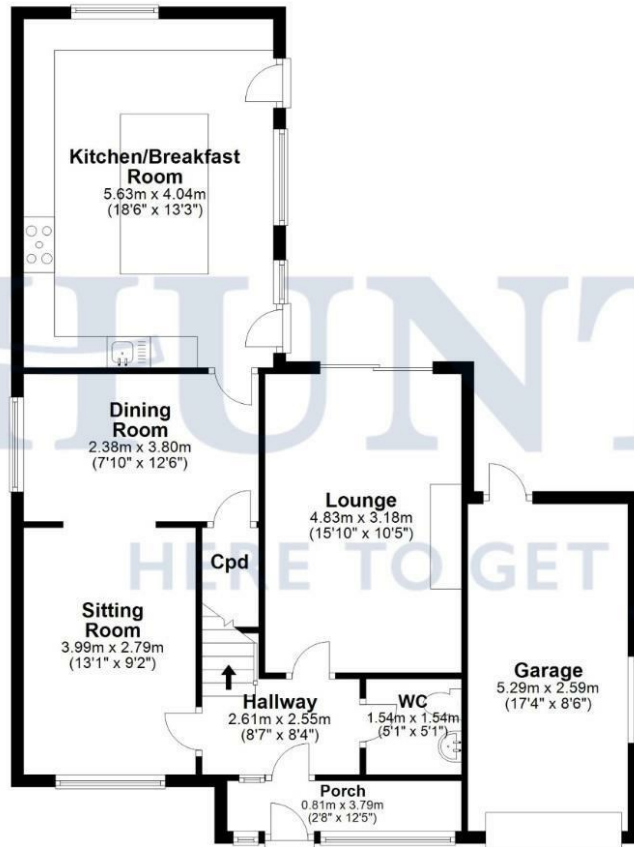 Kitchen/Breakfast
Room
5.63m x 4.04m
(18'6" x 13'3")
HUNT
Dining
Room
2.38m x 3.80m
(7'10" x 12'6")
Lounge
4.83m x 3.18m
(15'10" x 10'5")
Cpd
HERE TO GET
Sitting
Room
3.99m x 2.79m
(13'1" x 9'2")
Hallway
2.61m x 2.55m
(8'7" x 8'4")
WC
1.54m x 1.54m
(5'1" x 5'1")
Garage
5.29m x 2.59m
(17'4" x 8'6")
Porch
0.81m x 3.79m
(2'8" x 12'5")